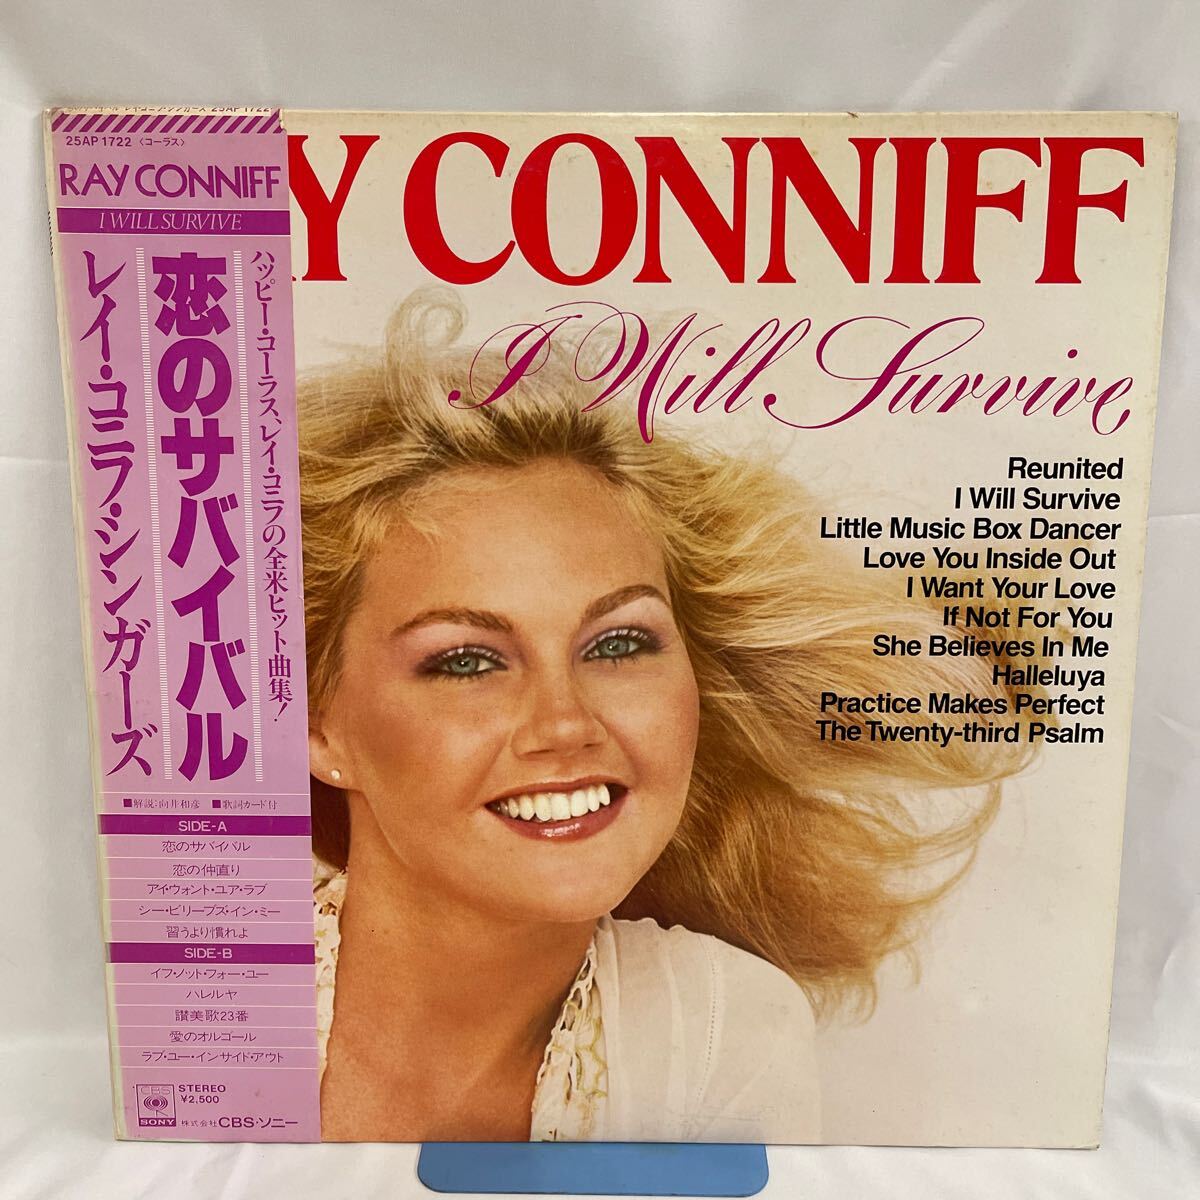 25AP1722〈コーラス〉
RAY CONNIFF
I WILL SURVIVE
ハッピー・コーラス、レイ・コニフの全米ヒット曲集!
恋のサバイバル
レイ・コニフ・シンガーズ
■解説:向井和彦 ■歌詞カード付
SIDE-A
恋のサバイバル
恋の仲直り
アイ・ウォント・ユア・ラブ
シー・ビリーブズ・イン・ミー
習うより慣れよ
SIDE-B
イフ・ノット・フォー・ユー
ハレルヤ
讃美歌23番
愛のオルゴール
ラブ・ユー・インサイド・アウト
CBS
SONY
STEREO
¥2,500
株式会社 CBS・ソニー
AY CONNIFF
I Will Survive
Reunited
I Will Survive
Little Music Box Dancer
Love You Inside Out
I Want Your Love
If Not For You
She Believes In Me
Halleluya
Practice Makes Perfect
The Twenty-third Psalm